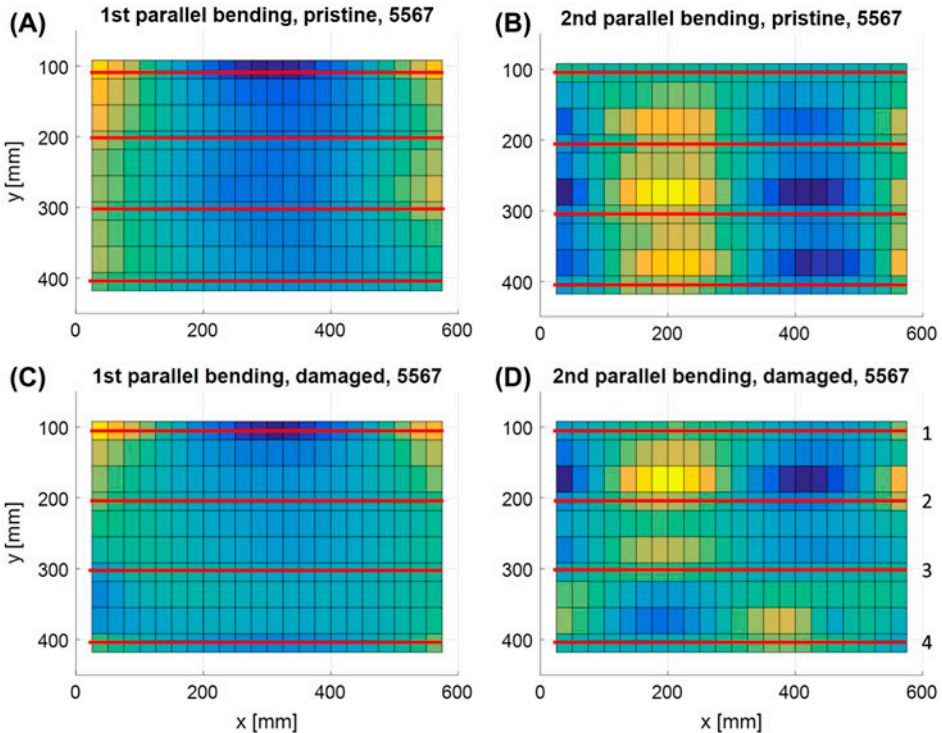 (A) 1st parallel bending, pristine, 5567
y [mm]
100
200
300
400
0 200 400 600
(B) 2nd parallel bending, pristine, 5567
100
200
300
400
0 200 400 600
(C) 1st parallel bending, damaged, 5567
y [mm]
100
200
300
400
0 200 400 600
x [mm]
(D) 2nd parallel bending, damaged, 5567
100 1
200 2
300 3
400 4
0 200 400 600
x [mm]